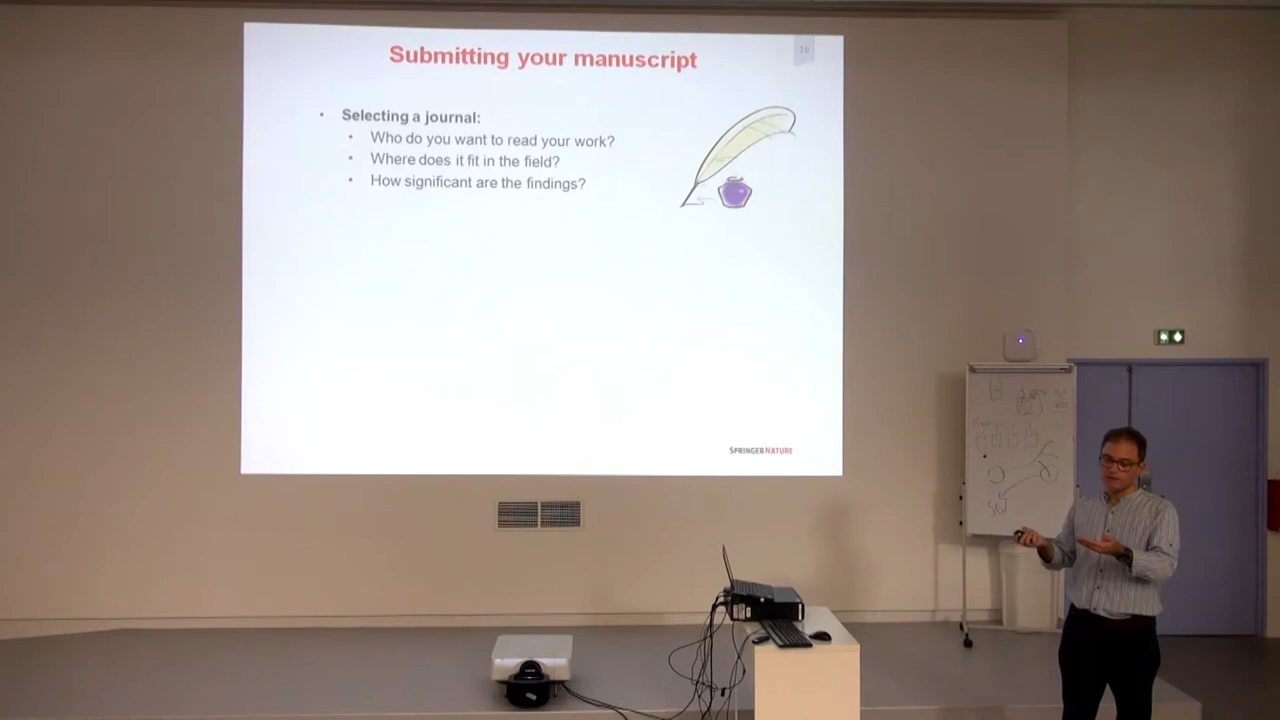 Submitting your manuscript
16
Selecting a journal:
Who do you want to read your work?
Where does it fit in the field?
How significant are the findings?
SPRINGER NATURE